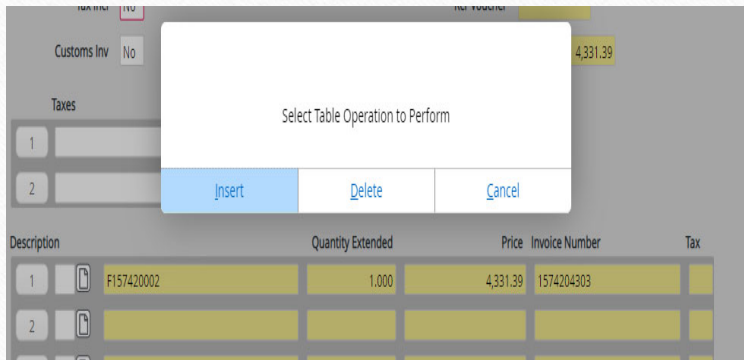 Tax Incl No Ref Voucher
Customs Inv No 4,331.39
Select Table Operation to Perform
Taxes
1
2
Insert Delete Cancel
Description Quantity Extended Price Invoice Number Tax
1 F157420002 1.000 4,331.39 1574204303
2